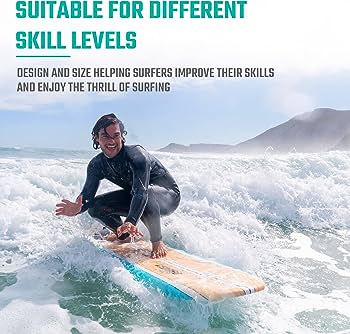 SUITABLE FOR DIFFERENT
SKILL LEVELS
DESIGN AND SIZE HELPING SURFERS IMPROVE THEIR SKILLS
AND ENJOY THE THRILL OF SURFING